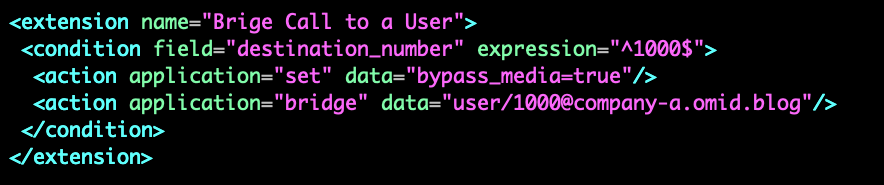 <extension name="Brige Call to a User">
<condition field="destination_number" expression="^1000$">
<action application="set" data="bypass_media=true"/>
<action application="bridge" data="user/1000@company-a.omid.blog"/>
</condition>
</extension>